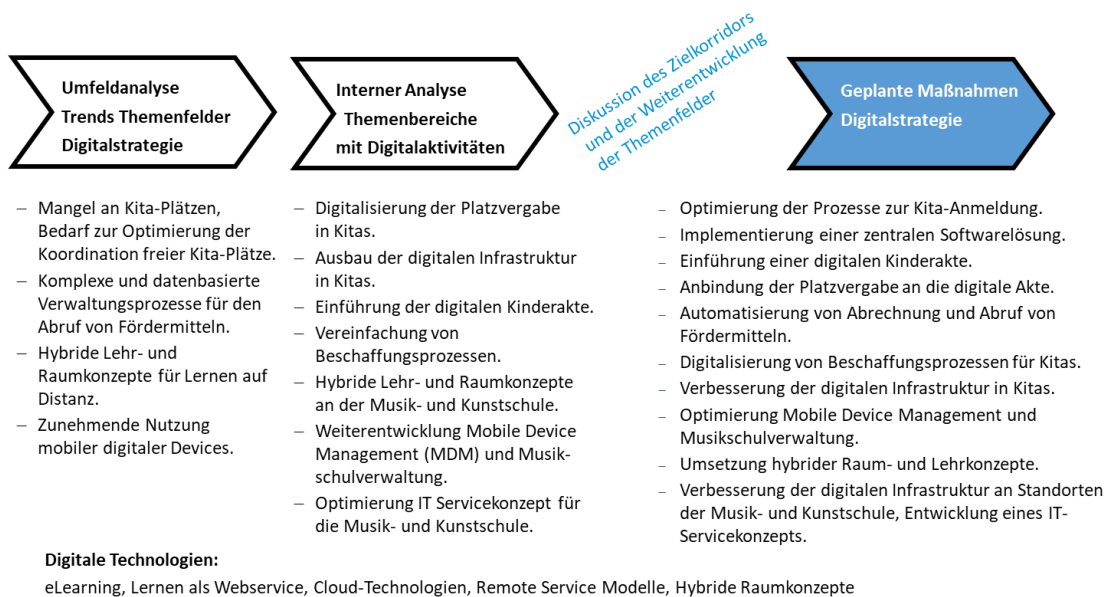 Umfeldanalyse
Trends Themenfelder
Digitalstrategie
Interner Analyse
Themenbereiche
mit Digitalaktivitäten
Diskussion des Zielkorridors
und der Weiterentwicklung
der Themenfelder
Geplante Maßnahmen
Digitalstrategie
– Mangel an Kita-Plätzen,
Bedarf zur Optimierung der
Koordination freier Kita-Plätze.
– Komplexe und datenbasierte
Verwaltungsprozesse für den
Abruf von Fördermitteln.
– Hybride Lehr- und
Raumkonzepte für Lernen auf
Distanz.
– Zunehmende Nutzung
mobiler digitaler Devices.
– Digitalisierung der Platzvergabe
in Kitas.
– Ausbau der digitalen Infrastruktur
in Kitas.
– Einführung der digitalen Kinderakte.
– Vereinfachung von
Beschaffungsprozessen.
– Hybride Lehr- und Raumkonzepte
an der Musik- und Kunstschule.
– Weiterentwicklung Mobile Device
Management (MDM) und Musik-
schulverwaltung.
– Optimierung IT Servicekonzept für
die Musik- und Kunstschule.
– Optimierung der Prozesse zur Kita-Anmeldung.
– Implementierung einer zentralen Softwarelösung.
– Einführung einer digitalen Kinderakte.
– Anbindung der Platzvergabe an die digitale Akte.
– Automatisierung von Abrechnung und Abruf von
Fördermitteln.
– Digitalisierung von Beschaffungsprozessen für Kitas.
– Verbesserung der digitalen Infrastruktur in Kitas.
– Optimierung Mobile Device Management und
Musikschulverwaltung.
– Umsetzung hybrider Raum- und Lehrkonzepte.
– Verbesserung der digitalen Infrastruktur an Standorten
der Musik- und Kunstschule, Entwicklung eines IT-
Servicekonzepts.
Digitale Technologien:
eLearning, Lernen als Webservice, Cloud-Technologien, Remote Service Modelle, Hybride Raumkonzepte